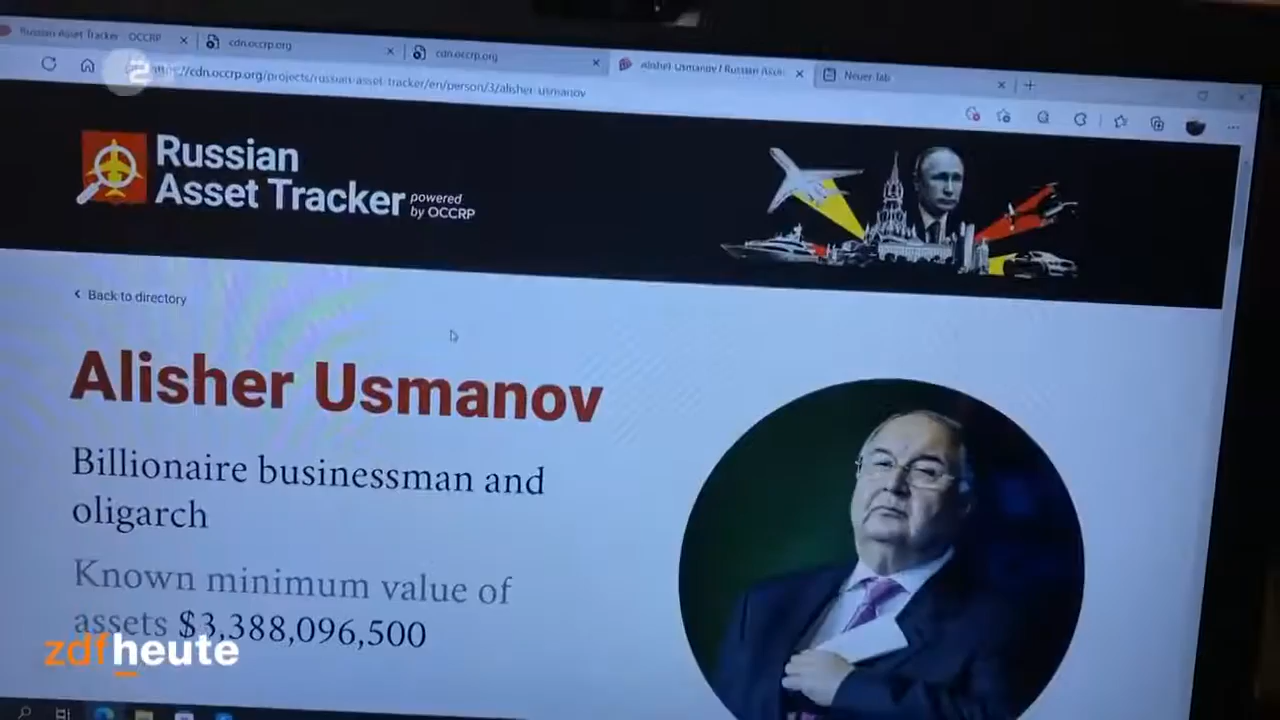 Russian Asset Tracker - OCCRP
cdn.occrp.org
cdn.occrp.org
Alisher Usmanov / Russian Asse
Neuer Tab
2
://cdn.occrp.org/projects/russian-asset-tracker/en/person/3/alisher-usmanov
Russian
Asset Tracker
powered
by OCCRP
Back to directory
Alisher Usmanov
Billionaire businessman and
oligarch
Known minimum value of
assets $3,388,096,500
zdfheute